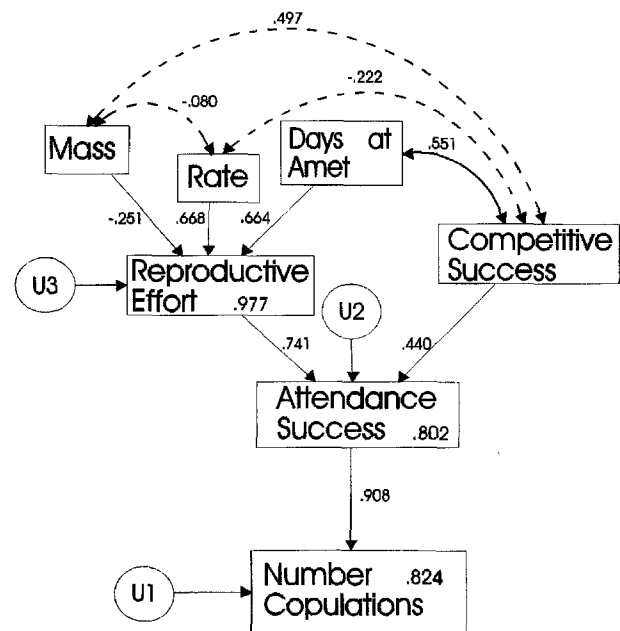 .497
-.222
-.080
Mass
Rate
Days at
Amet
.551
-.251
.668
.664
Competitive
Success
U3
Reproductive
Effort .977
U2
.741
.440
Attendance
Success .802
.908
U1
Number .824
Copulations